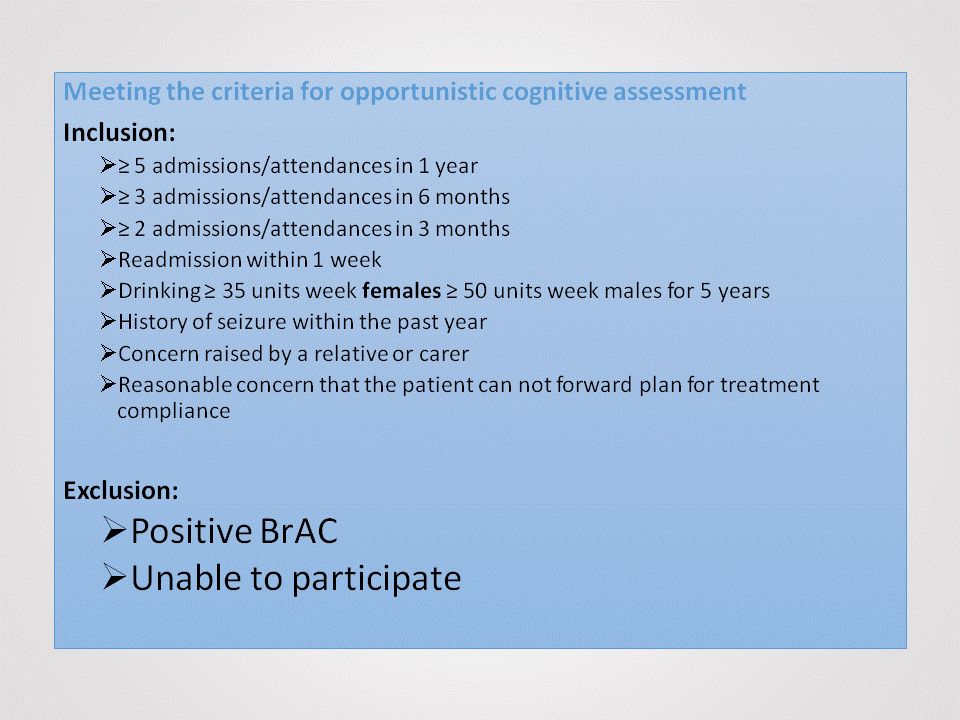 Meeting the criteria for opportunistic cognitive assessment
Inclusion:
➢≥ 5 admissions/attendances in 1 year
➢≥ 3 admissions/attendances in 6 months
➢≥ 2 admissions/attendances in 3 months
➢Readmission within 1 week
➢Drinking ≥ 35 units week females ≥ 50 units week males for 5 years
➢History of seizure within the past year
➢Concern raised by a relative or carer
➢Reasonable concern that the patient can not forward plan for treatment
compliance
Exclusion:
➢Positive BrAC
➢Unable to participate